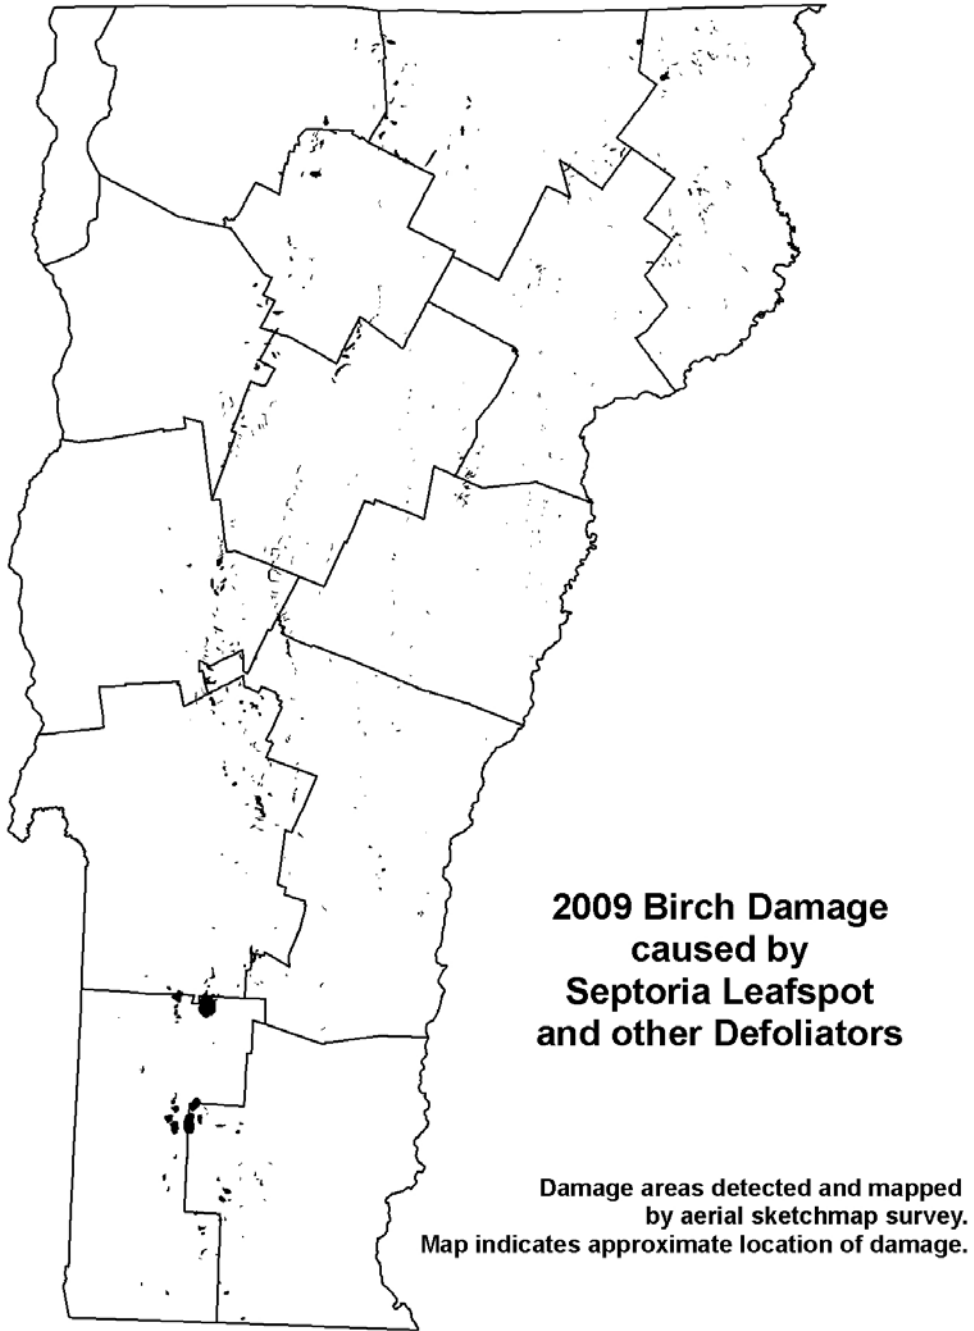 2009 Birch Damage
caused by
Septoria Leafspot
and other Defoliators
Damage areas detected and mapped
by aerial sketchmap survey.
Map indicates approximate location of damage.